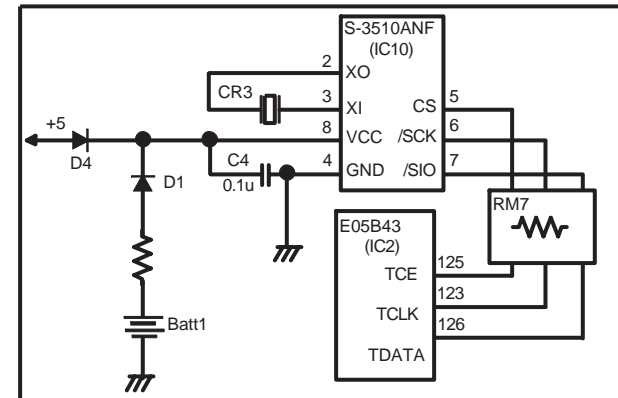 S-3510ANF
(IC10)
2
XO
CR3
3
XI
CS
5
+5
8
VCC
/SCK
6
D4
C4
0.1u
4
GND
/SIO
7
D1
RM7
E05B43
(IC2)
TCE
125
TCLK
123
Batt1
126
TDATA